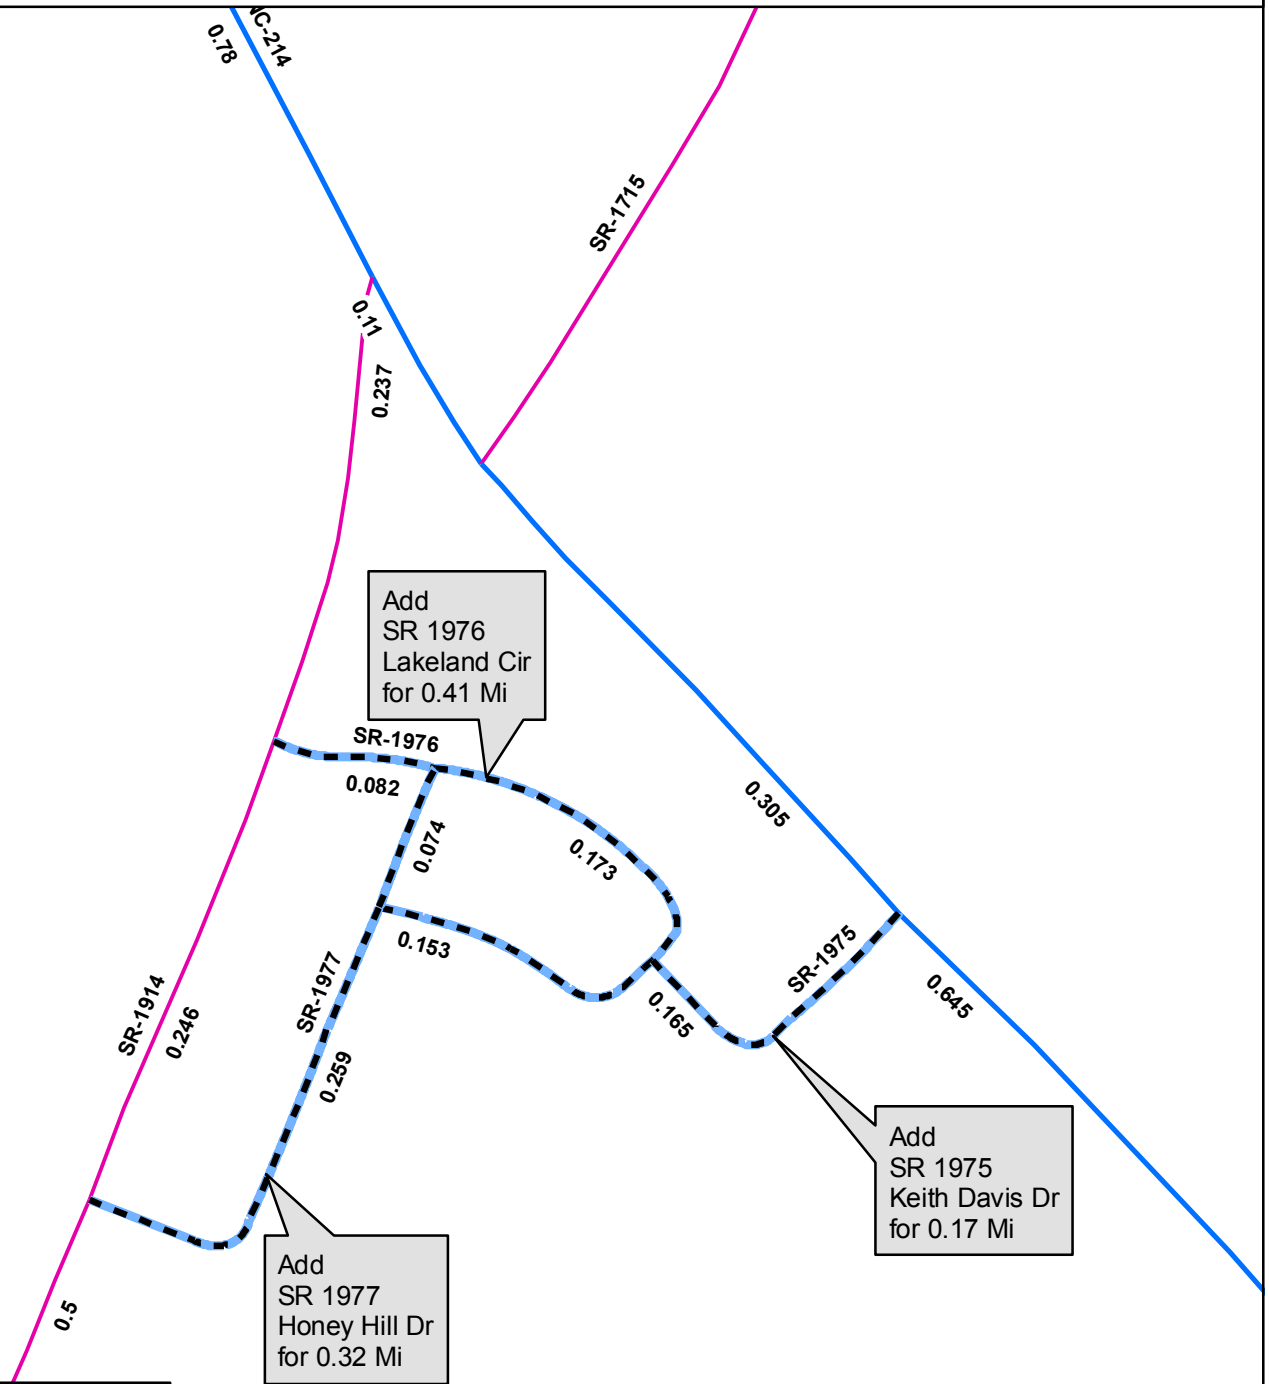 NC-214
0.78
SR-1715
0.11
0.237
Add
SR 1976
Lakeland Cir
for 0.41 Mi
SR-1976
0.082
0.074
0.173
0.305
0.153
SR-1975
0.165
0.645
SR-1914
0.246
SR-1977
0.259
Add
SR 1975
Keith Davis Dr
for 0.17 Mi
Add
SR 1977
Honey Hill Dr
for 0.32 Mi
0.5